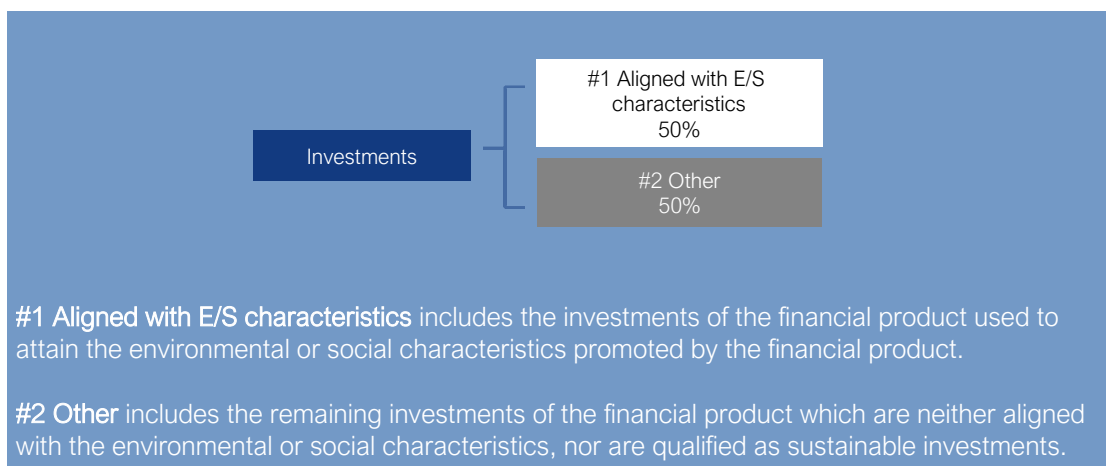 #1 Aligned with E/S
characteristics
50%
Investments
#2 Other
50%
#1 Aligned with E/S characteristics includes the investments of the financial product used to
attain the environmental or social characteristics promoted by the financial product.
#2 Other includes the remaining investments of the financial product which are neither aligned
with the environmental or social characteristics, nor are qualified as sustainable investments.